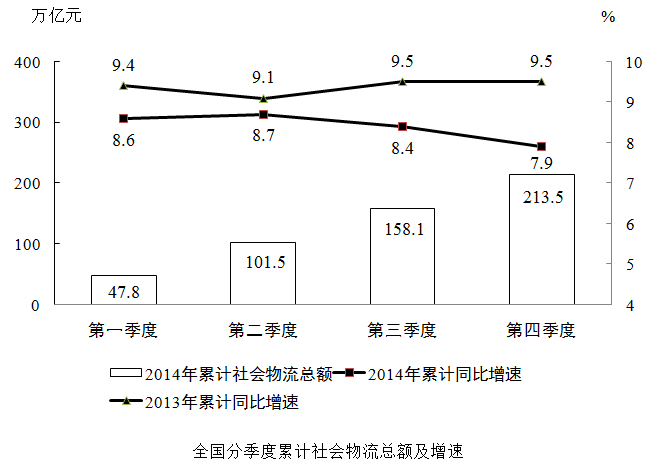 万亿元 %
9.4 9.1 9.5 9.5
8.6 8.7 8.4 7.9
400 10
300 9
8
200 7
6
100 5
0 4
47.8 101.5 158.1 213.5
第一季度 第二季度 第三季度 第四季度
2014年累计社会物流总额 2014年累计同比增速
2013年累计同比增速
全国分季度累计社会物流总额及增速